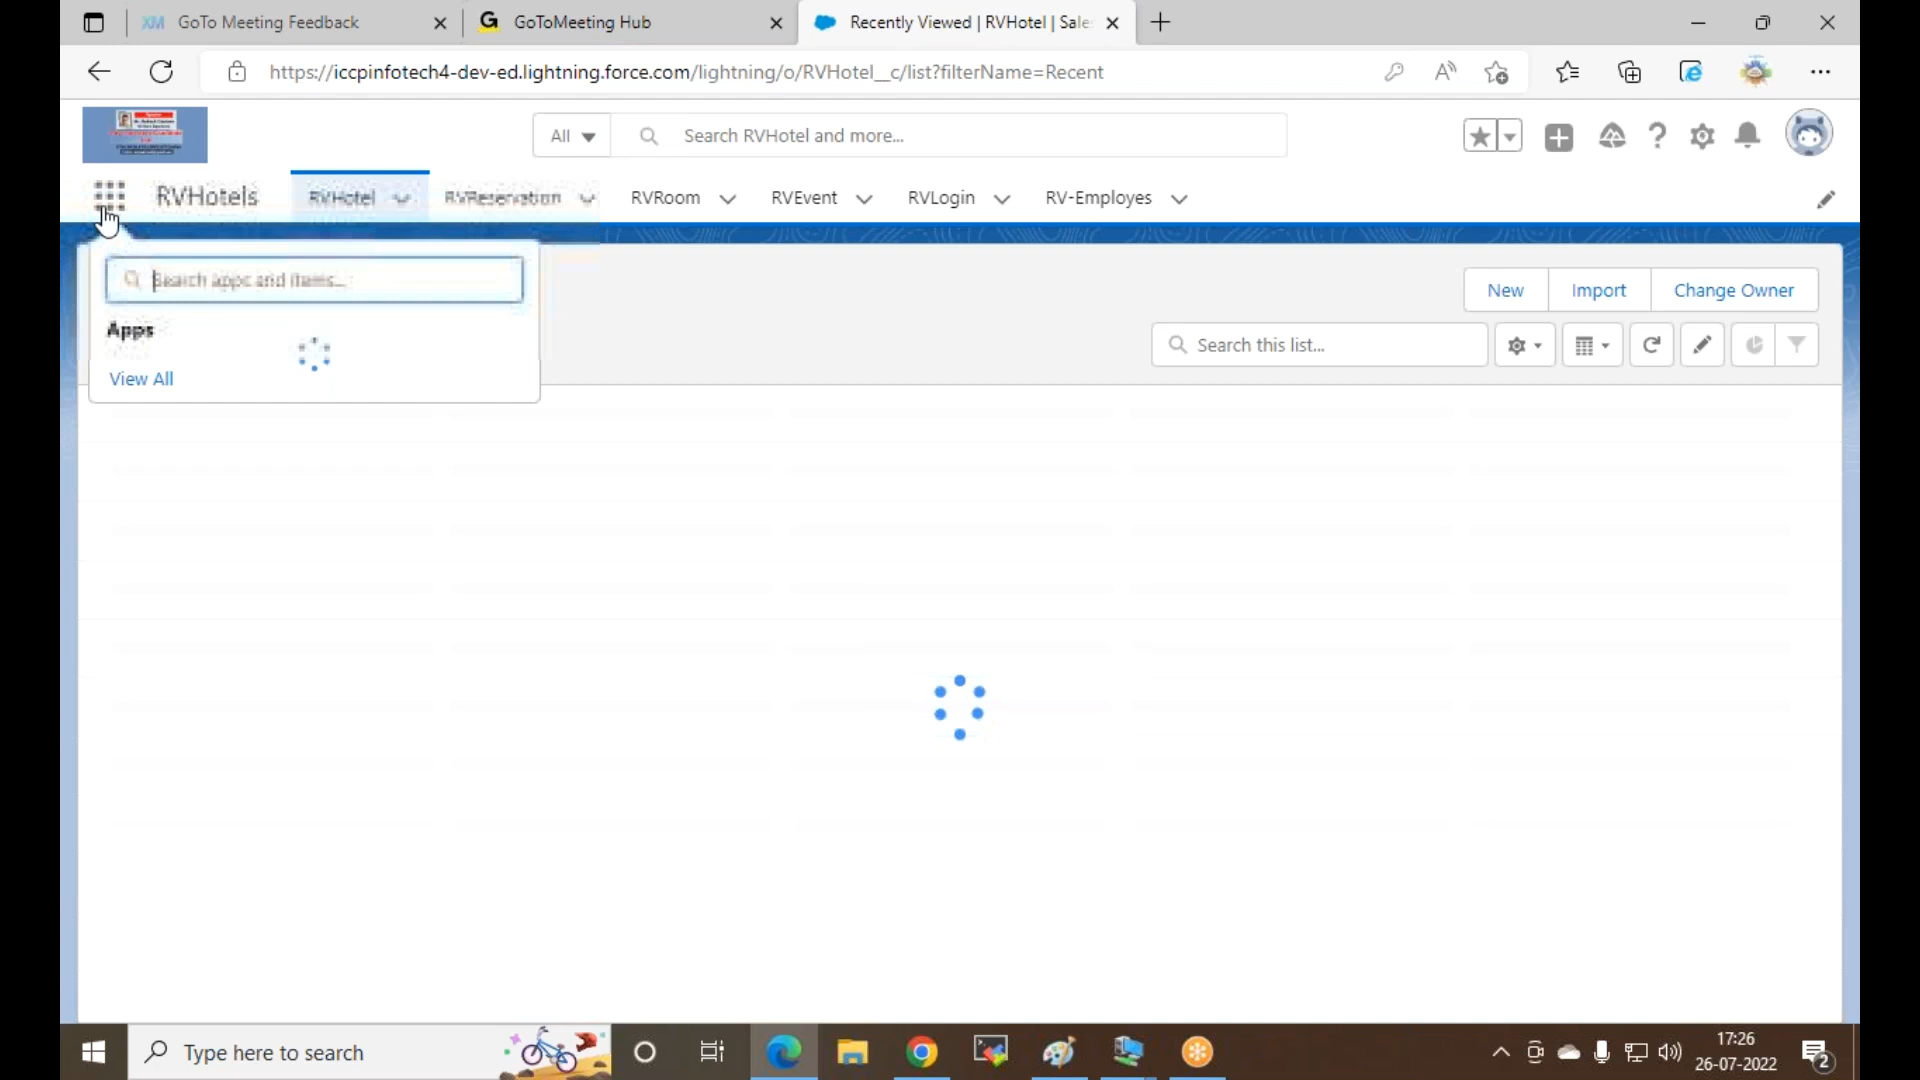 GoTo Meeting Feedback
GoToMeeting Hub
Recently Viewed | RVHotel | Sale
https://iccpinfotech4-dev-ed.lightning.force.com/lightning/o/RVHotel__c/list?filterName=Recent
All
Search RVHotel and more...
RVHotels
RVHotel
RVReservation
RVRoom
RVEvent
RVLogin
RV-Employes
Search apps and items...
Apps
View All
New
Import
Change Owner
Search this list...
Type here to search
17:26
26-07-2022
2